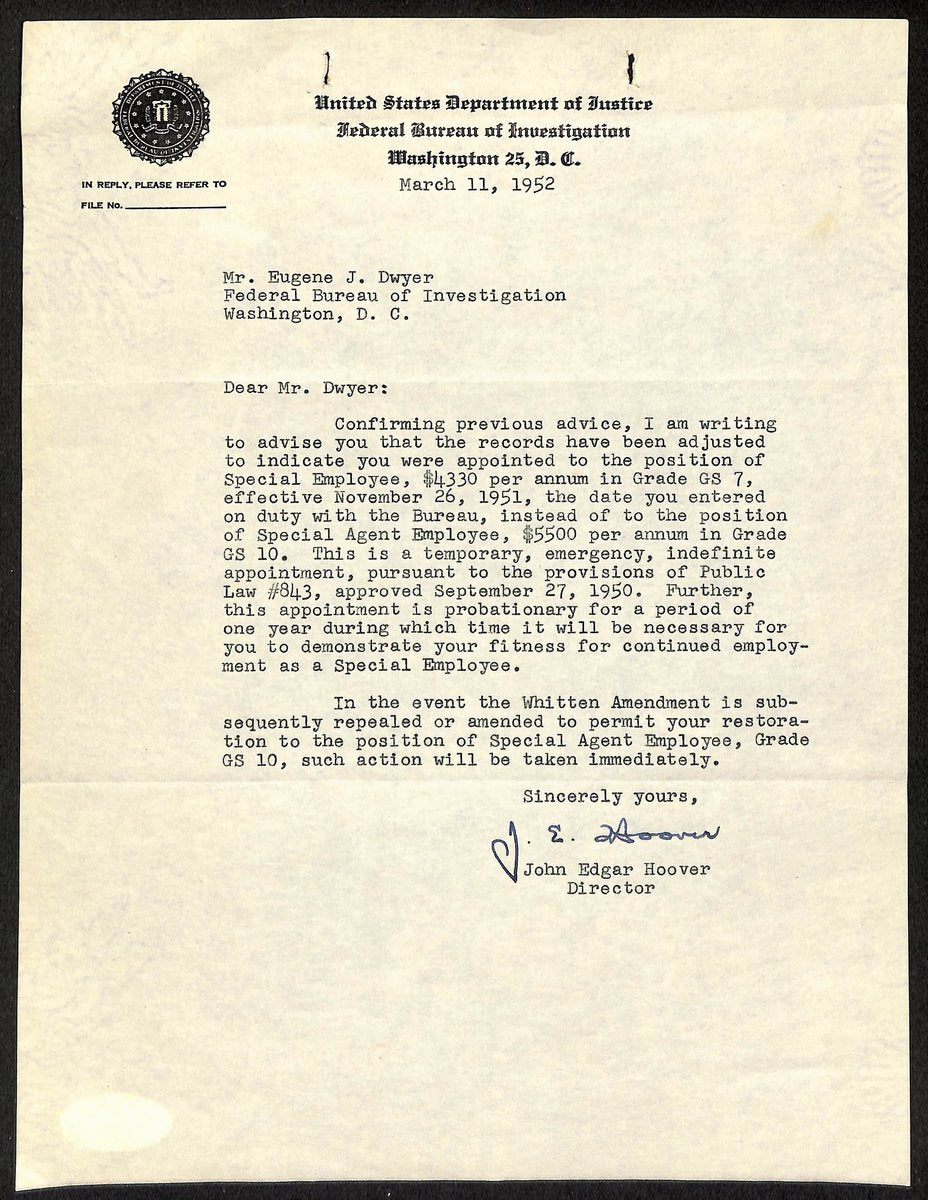 United States Department of Justice
Federal Bureau of Investigation
Washington 25, D. C.
March 11, 1952
IN REPLY, PLEASE REFER TO
FILE No.
Mr. Eugene J. Dwyer
Federal Bureau of Investigation
Washington, D. C.
Dear Mr. Dwyer:
Confirming previous advice, I am writing
to advise you that the records have been adjusted
to indicate you were appointed to the position of
Special Employee, $4330 per annum in Grade GS 7,
effective November 26, 1951, the date you entered
on duty with the Bureau, instead of to the position
of Special Agent Employee, $5500 per annum in Grade
GS 10. This is a temporary, emergency, indefinite
appointment, pursuant to the provisions of Public
Law #843, approved September 27, 1950. Further,
this appointment is probationary for a period of
one year during which time it will be necessary for
you to demonstrate your fitness for continued employ-
ment as a Special Employee.
In the event the Whitten Amendment is sub-
sequently repealed or amended to permit your restora-
tion to the position of Special Agent Employee, Grade
GS 10, such action will be taken immediately.
Sincerely yours,
J. E. Hoover
John Edgar Hoover
Director